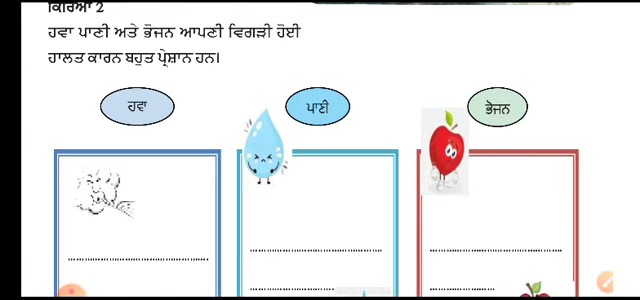 ਕਿਰਿਆ 2
ਹਵਾ ਪਾਣੀ ਅਤੇ ਭੋਜਨ ਆਪਣੀ ਵਿਗੜੀ ਹੋਈ
ਹਾਲਤ ਕਾਰਨ ਬਹੁਤ ਪ੍ਰੇਸ਼ਾਨ ਹਨ।
ਹਵਾ
ਪਾਣੀ
ਭੋਜਨ